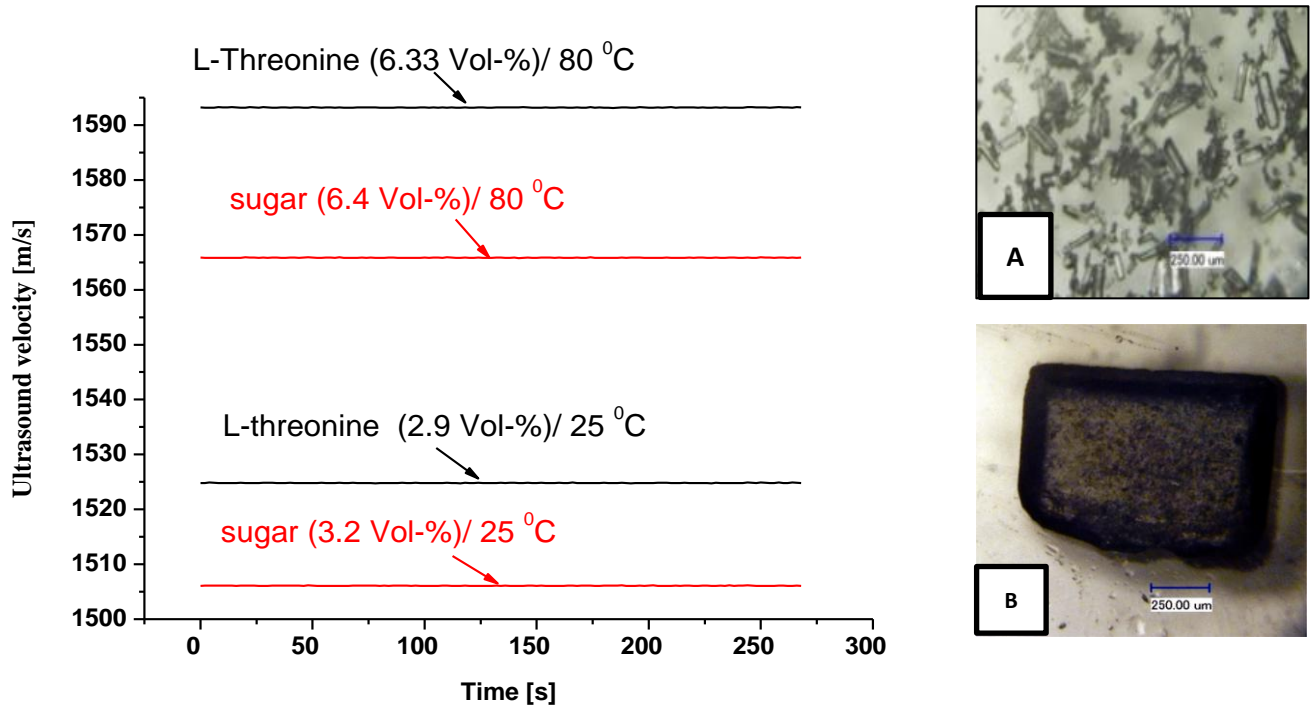 L-Threonine (6.33 Vol-%)/ 80 ⁰C
sugar (6.4 Vol-%)/ 80 ⁰C
L-threonine (2.9 Vol-%)/ 25 ⁰C
sugar (3.2 Vol-%)/ 25 ⁰C
Ultrasound velocity [m/s]
1590
1580
1570
1560
1550
1540
1530
1520
1510
1500
0 50 100 150 200 250 300
Time [s]
A
250.00 um
B
250.00 um